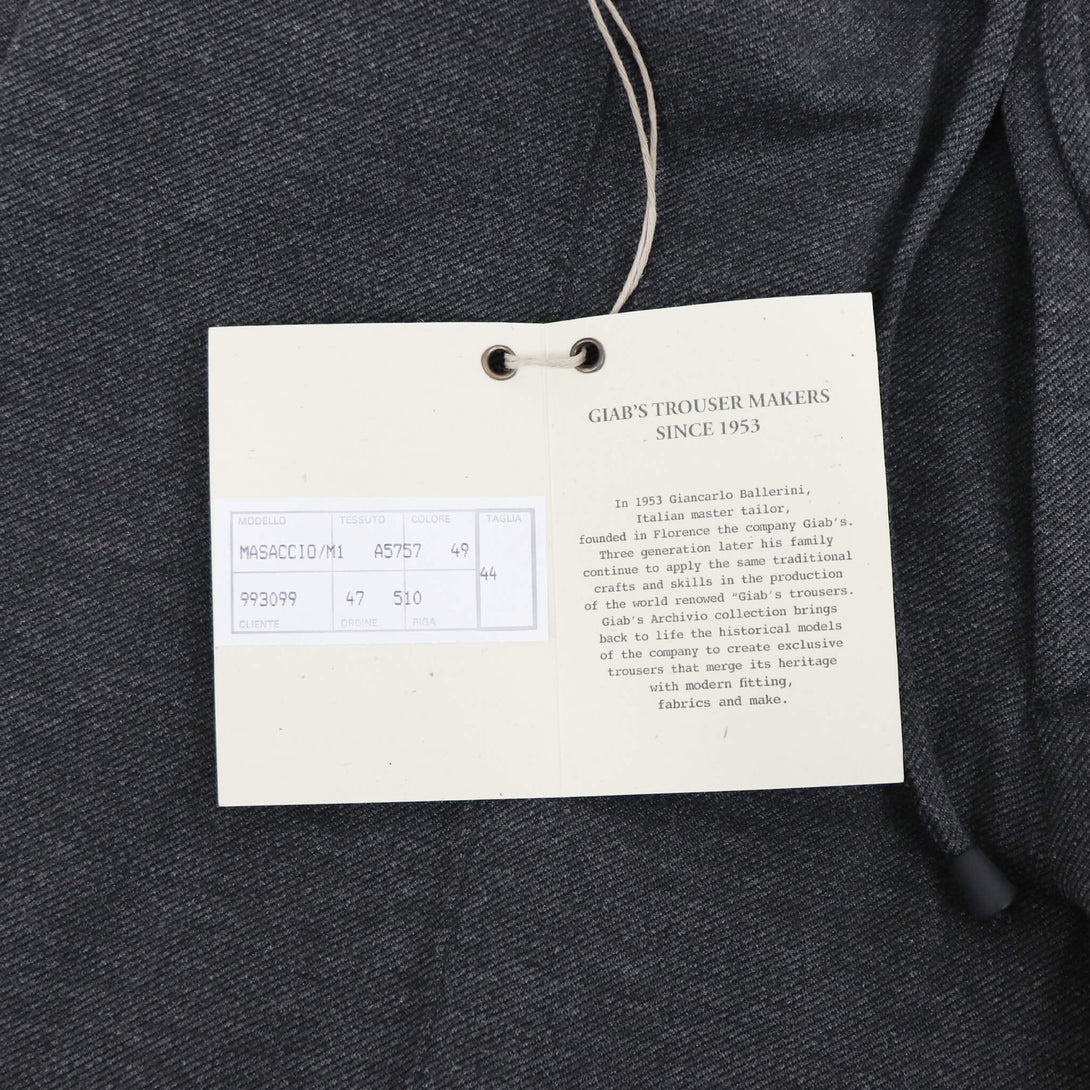 MODELLO TESSUTO COLORE TAGLIA
MASACCIO/M1 A5757 49
44
993099 47 510
CLIENTE ORDINE RIGA
GIAB'S TROUSER MAKERS
SINCE 1953
In 1953 Giancarlo Ballerini,
Italian master tailor,
founded in Florence the company Giab's.
Three generation later his family
continue to apply the same traditional
crafts and skills in the production
of the world renowned "Giab's trousers.
Giab's Archivio collection brings
back to life the historical models
of the company to create exclusive
trousers that merge its heritage
with modern fitting,
fabrics and make.